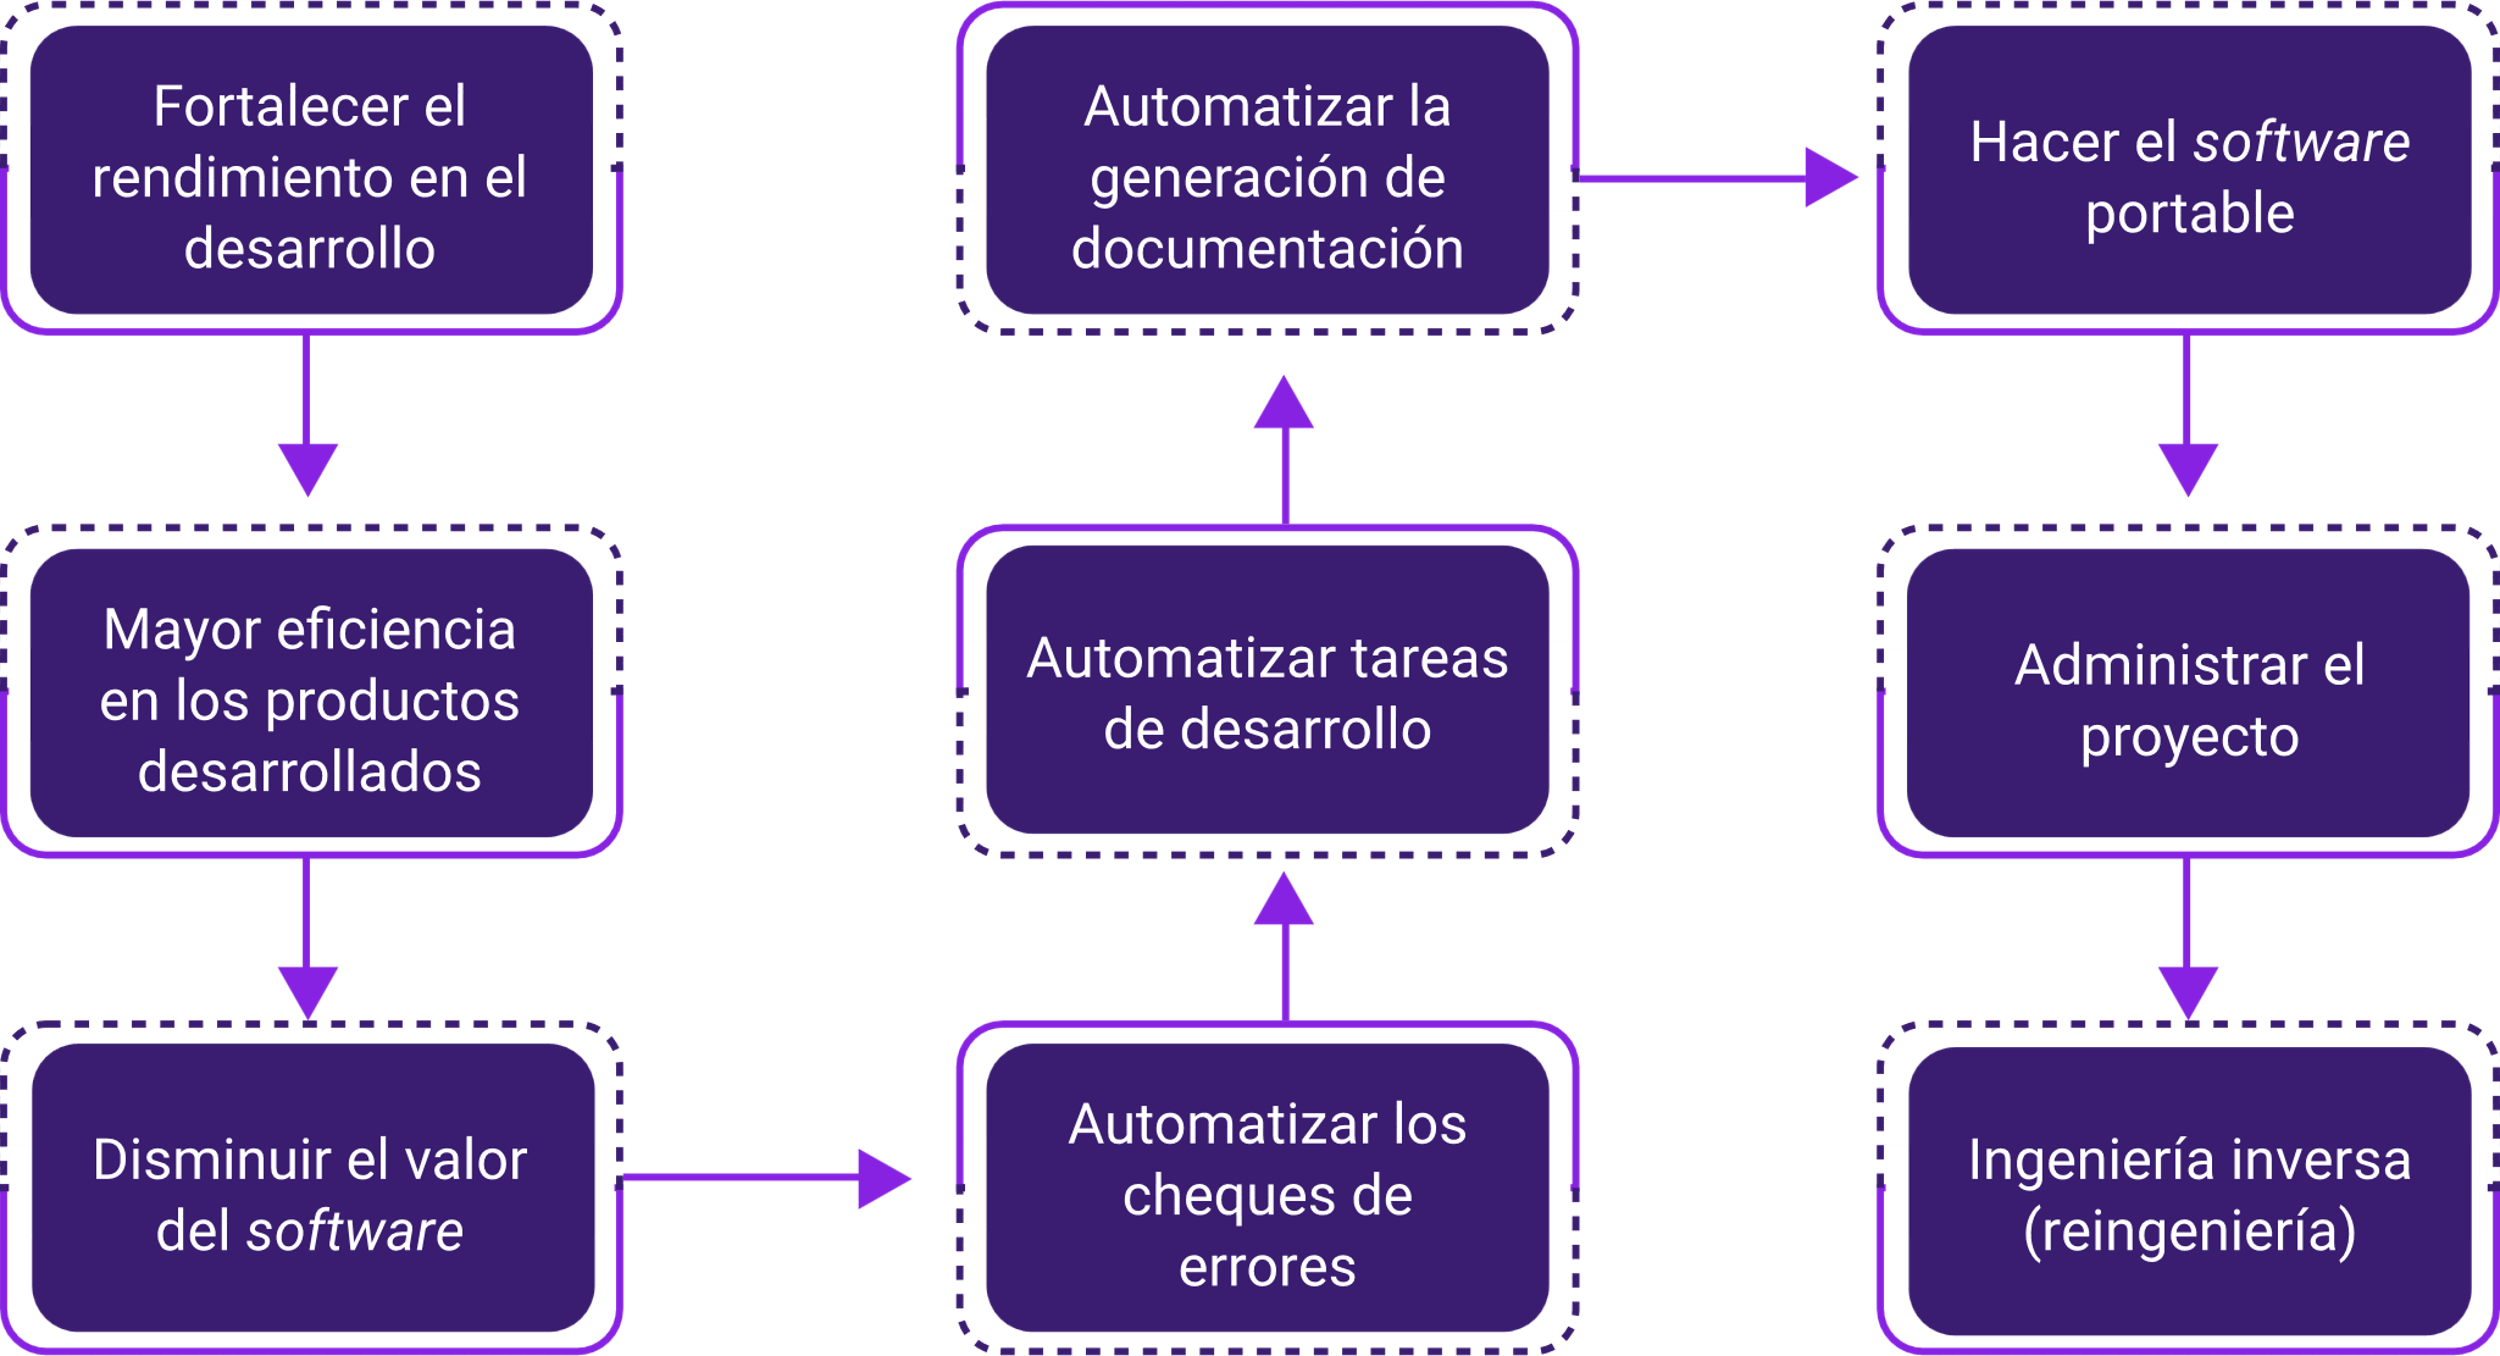 Fortalecer el
rendimiento en el
desarrollo
Mayor eficiencia
en los productos
desarrollados
Disminuir el valor
del software
Automatizar los
cheques de
errores
Automatizar tareas
de desarrollo
Automatizar la
generación de
documentación
Hacer el software
portable
Administrar el
proyecto
Ingeniería inversa
(reingeniería)